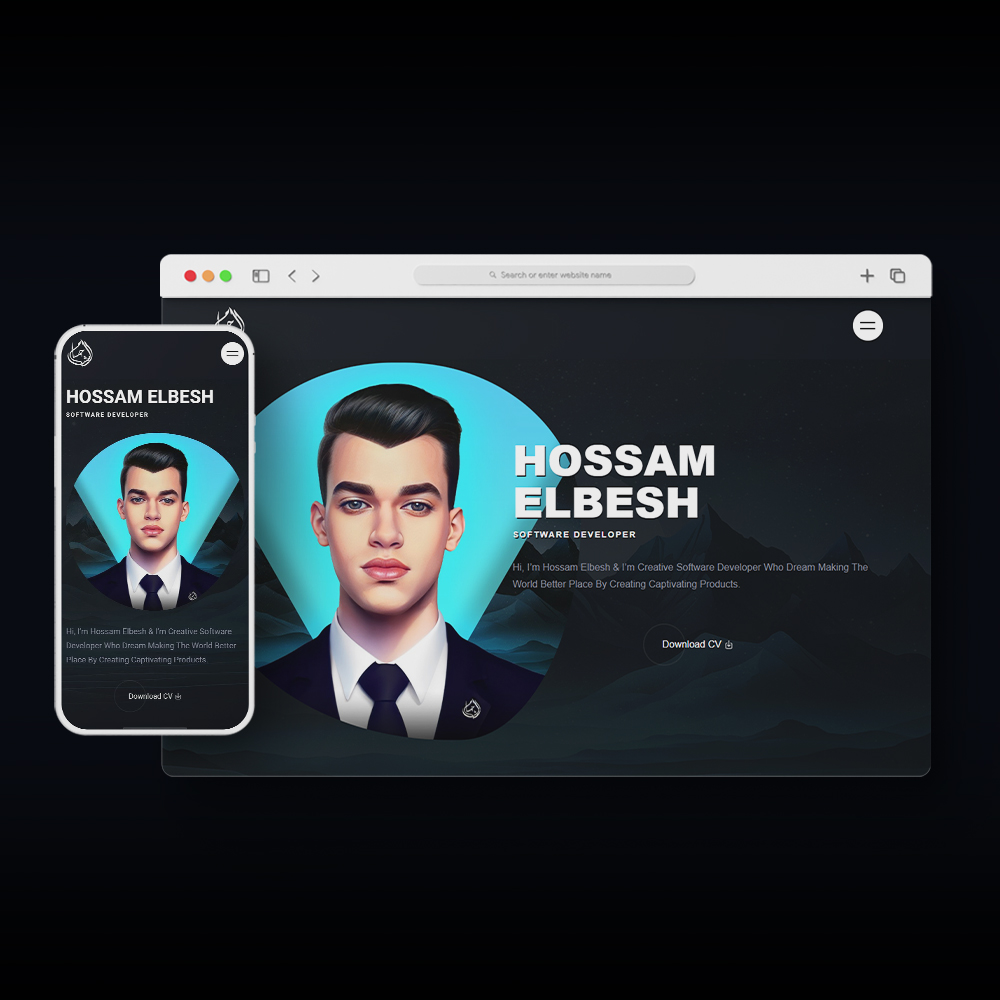 Search or enter website name
HOSSAM
ELBESH
SOFTWARE DEVELOPER
Hi, I'm Hossam Elbesh & I'm Creative Software Developer Who Dream Making The
World Better Place By Creating Captivating Products.
Download CV
HOSSAM ELBESH
SOFTWARE DEVELOPER
Hi, I'm Hossam Elbesh & I'm Creative Software
Developer Who Dream Making The World Better
Place By Creating Captivating Products.
Download CV